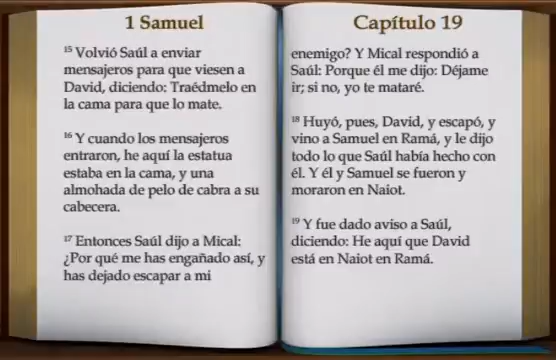 1 Samuel
¹⁵ Volvió Saúl a enviar
mensajeros para que viesen a
David, diciendo: Traédmelo en
la cama para que lo mate.
¹⁶ Y cuando los mensajeros
entraron, he aquí la estatua
estaba en la cama, y una
almohada de pelo de cabra a su
cabecera.
¹⁷ Entonces Saúl dijo a Mical:
¿Por qué me has engañado así, y
has dejado escapar a mi
Capítulo 19
enemigo? Y Mical respondió a
Saúl: Porque él me dijo: Déjame
ir; si no, yo te mataré.
¹⁸ Huyó, pues, David, y escapó, y
vino a Samuel en Ramá, y le dijo
todo lo que Saúl había hecho con
él. Y él y Samuel se fueron y
moraron en Naiot.
¹⁹ Y fue dado aviso a Saúl,
diciendo: He aquí que David
está en Naiot en Ramá.